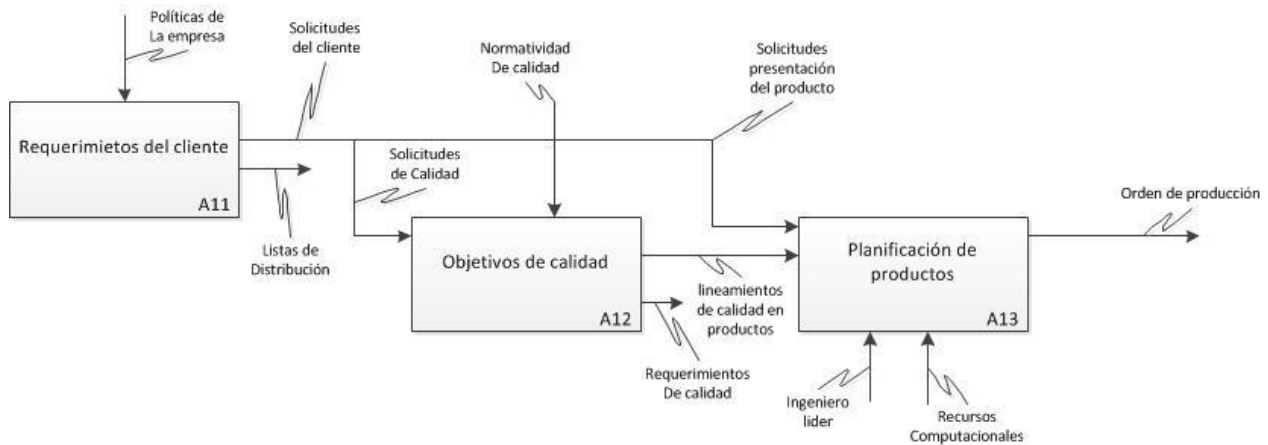 Políticas de
La empresa
Solicitudes
del cliente
Normatividad
De calidad
Solicitudes
presentación
del producto
Requerimietos del cliente
A11
Solicitudes
de Calidad
Listas de
Distribución
Orden de producción
Objetivos de calidad
A12
lineamientos
de calidad en
productos
Planificación de
productos
A13
Requerimientos
De calidad
Ingeniero
lider
Recursos
Computacionales